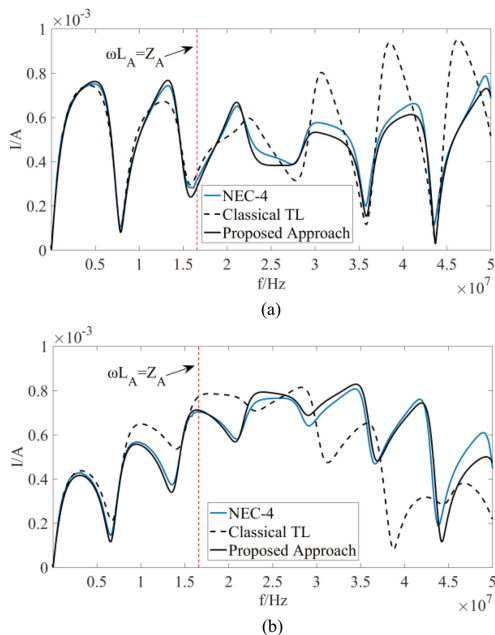 (a)
×10⁻³
ωL_A=Z_A
I/A
1
0.8
0.6
0.4
0.2
0
NEC-4
Classical TL
Proposed Approach
0.5 1 1.5 2 2.5 3 3.5 4 4.5 5
f/Hz
×10⁷
(a)
×10⁻³
ωL_A=Z_A
I/A
1
0.8
0.6
0.4
0.2
0
NEC-4
Classical TL
Proposed Approach
0.5 1 1.5 2 2.5 3 3.5 4 4.5 5
f/Hz
×10⁷
(b)